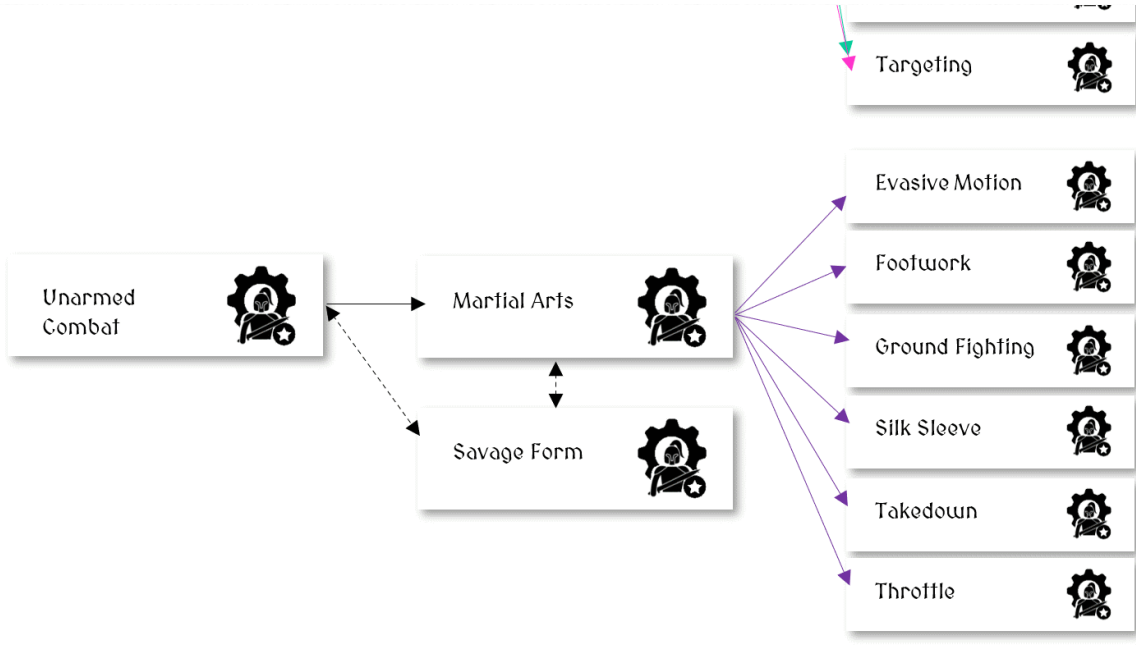 Targeting
Evasive Motion
Footwork
Unarmed
Combat
Martial Arts
Ground Fighting
Silk Sleeve
Savage Form
Takedown
Throttle